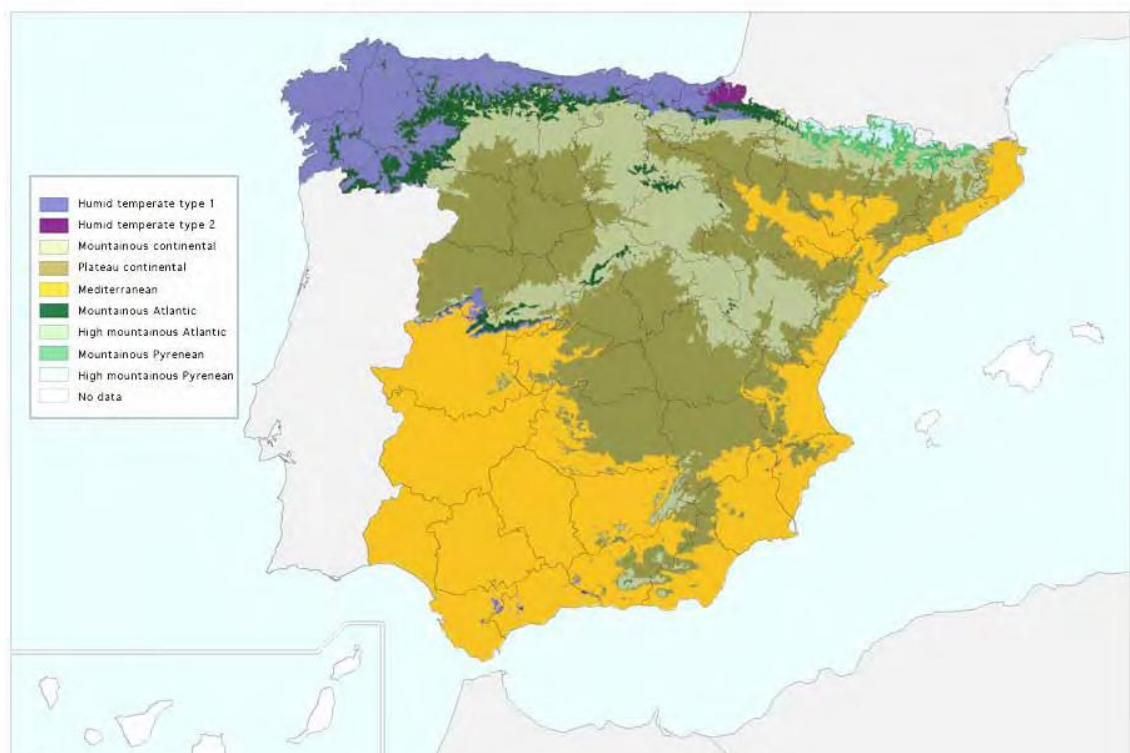 Humid temperate type 1
Humid temperate type 2
Mountainous continental
Plateau continental
Mediterranean
Mountainous Atlantic
High mountainous Atlantic
Mountainous Pyrenean
High mountainous Pyrenean
No data